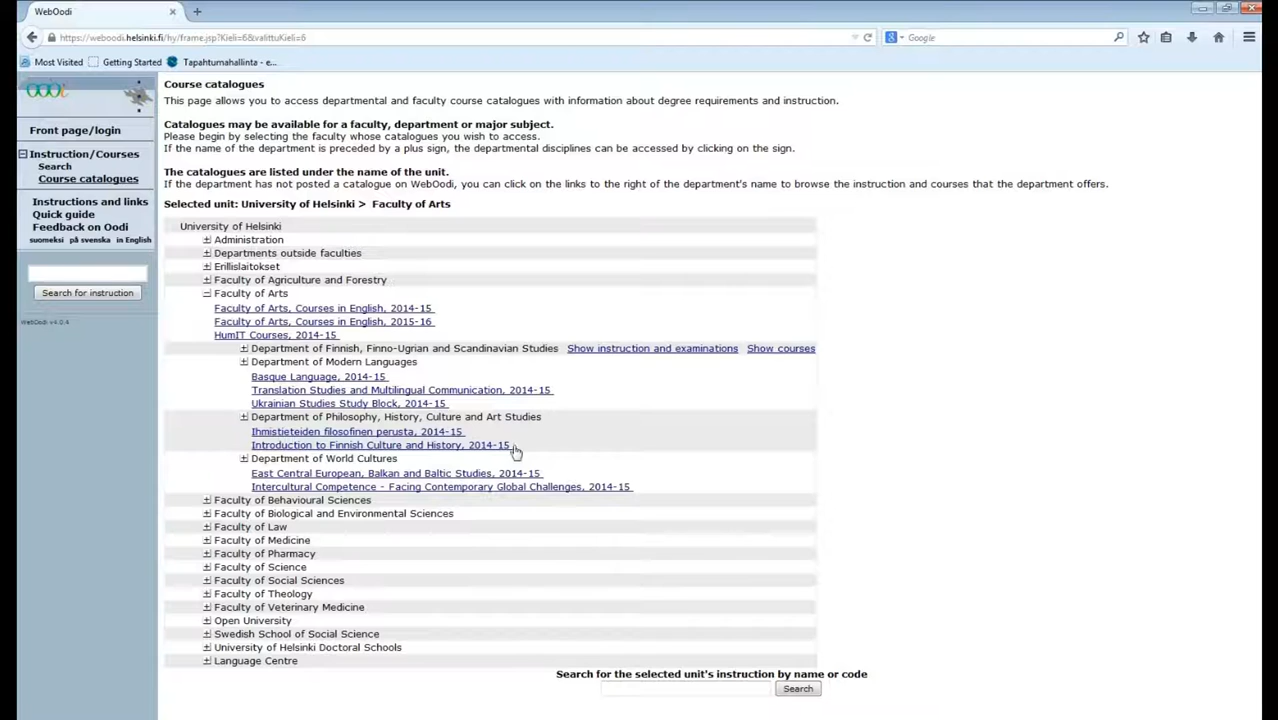 WebOodi
https://weboodi.helsinki.fi/hy/frame.jsp?Kieli=6&valittuKieli=6
Google
Most Visited
Getting Started
Tapahtumahallinta - e...
Oodi
Front page/login
Instruction/Courses
Search
Course catalogues
Instructions and links
Quick guide
Feedback on Oodi
suomeksi på svenska in English
Search for instruction
WebOodi v4.0.4
Course catalogues
This page allows you to access departmental and faculty course catalogues with information about degree requirements and instruction.
Catalogues may be available for a faculty, department or major subject.
Please begin by selecting the faculty whose catalogues you wish to access.
If the name of the department is preceded by a plus sign, the departmental disciplines can be accessed by clicking on the sign.
The catalogues are listed under the name of the unit.
If the department has not posted a catalogue on WebOodi, you can click on the links to the right of the department's name to browse the instruction and courses that the department offers.
Selected unit: University of Helsinki > Faculty of Arts
University of Helsinki
Administration
Departments outside faculties
Erillislaitokset
Faculty of Agriculture and Forestry
Faculty of Arts
Faculty of Arts, Courses in English, 2014-15
Faculty of Arts, Courses in English, 2015-16
HumIT Courses, 2014-15
Department of Finnish, Finno-Ugrian and Scandinavian Studies Show instruction and examinations Show courses
Department of Modern Languages
Basque Language, 2014-15
Translation Studies and Multilingual Communication, 2014-15
Ukrainian Studies Study Block, 2014-15
Department of Philosophy, History, Culture and Art Studies
Ihmistieteiden filosofinen perusta, 2014-15
Introduction to Finnish Culture and History, 2014-15
Department of World Cultures
East Central European, Balkan and Baltic Studies, 2014-15
Intercultural Competence - Facing Contemporary Global Challenges, 2014-15
Faculty of Behavioural Sciences
Faculty of Biological and Environmental Sciences
Faculty of Law
Faculty of Medicine
Faculty of Pharmacy
Faculty of Science
Faculty of Social Sciences
Faculty of Theology
Faculty of Veterinary Medicine
Open University
Swedish School of Social Science
University of Helsinki Doctoral Schools
Language Centre
Search for the selected unit's instruction by name or code
Search